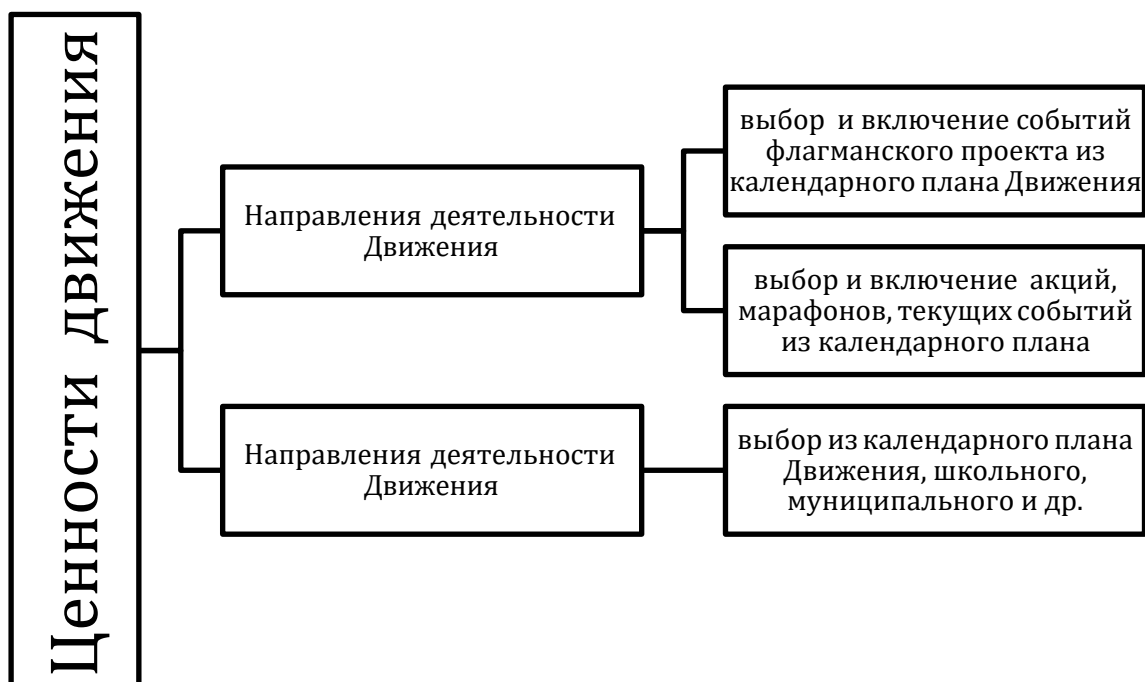 Ценности движения
Направления деятельности
Движения
выбор и включение событий
флагманского проекта из
календарного плана Движения
выбор и включение акций,
марафонов, текущих событий
из календарного плана
Направления деятельности
Движения
выбор из календарного плана
Движения, школьного,
муниципального и др.